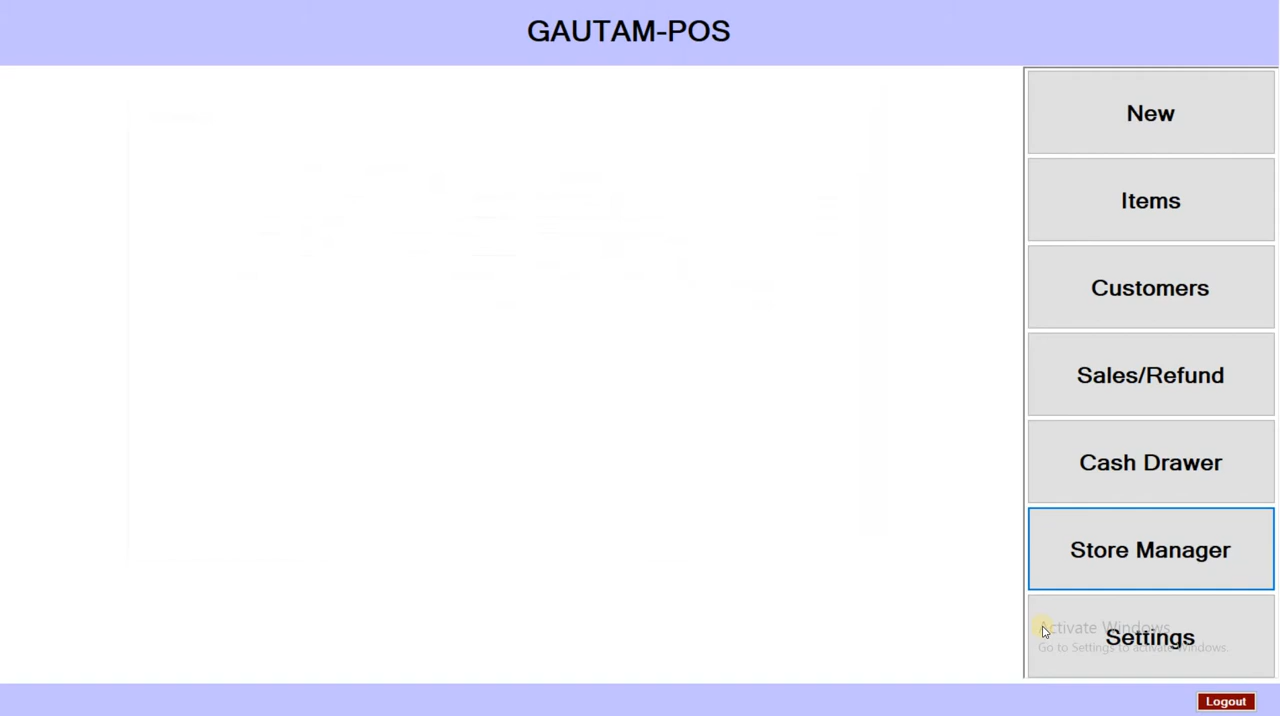 GAUTAM-POS
New
Items
Customers
Sales/Refund
Cash Drawer
Store Manager
Activate Windows
Settings
Go to Settings to activate Windows.
Logout